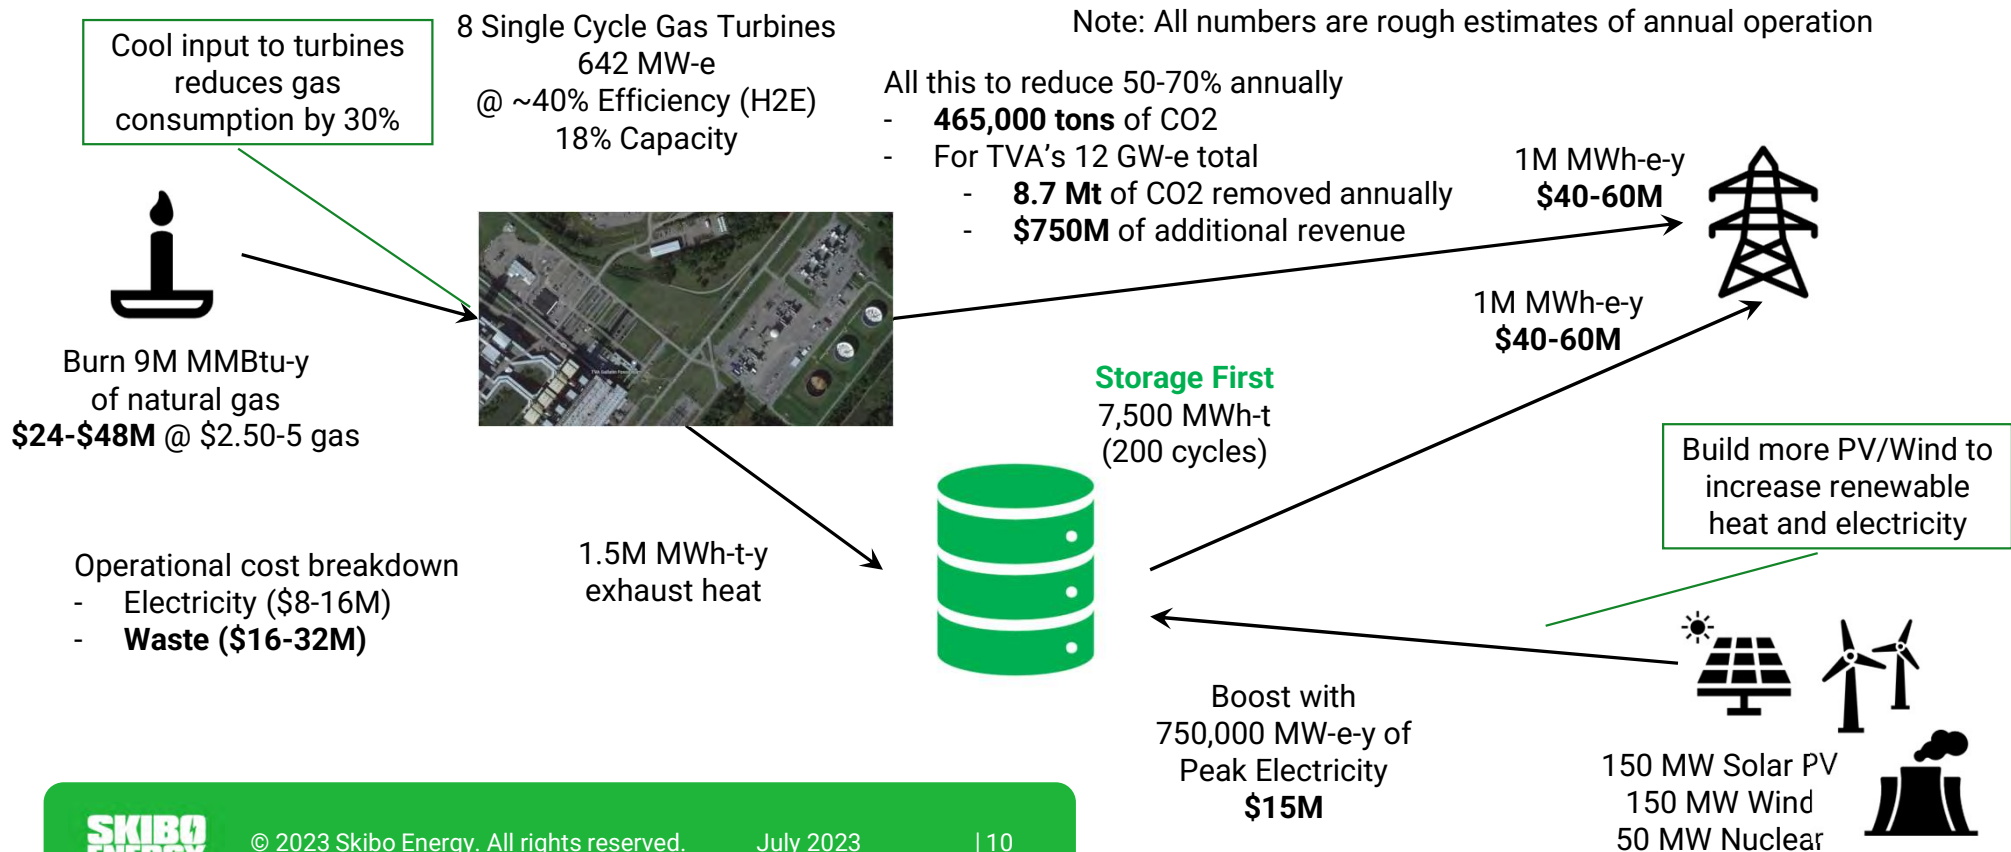 Cool input to turbines
reduces gas
consumption by 30%
8 Single Cycle Gas Turbines
642 MW-e
@ ~40% Efficiency (H2E)
18% Capacity
Note: All numbers are rough estimates of annual operation
All this to reduce 50-70% annually
- 465,000 tons of CO2
- For TVA's 12 GW-e total
- 8.7 Mt of CO2 removed annually
- $750M of additional revenue
1M MWh-e-y
$40-60M
1M MWh-e-y
$40-60M
Burn 9M MMBtu-y
of natural gas
$24-$48M @ $2.50-5 gas
Storage First
7,500 MWh-t
(200 cycles)
Build more PV/Wind to
increase renewable
heat and electricity
Operational cost breakdown
- Electricity ($8-16M)
- Waste ($16-32M)
1.5M MWh-t-y
exhaust heat
Boost with
750,000 MW-e-y of
Peak Electricity
$15M
150 MW Solar PV
150 MW Wind
50 MW Nuclear
SKIBO
ENERGY
© 2023 Skibo Energy. All rights reserved. July 2023 | 10